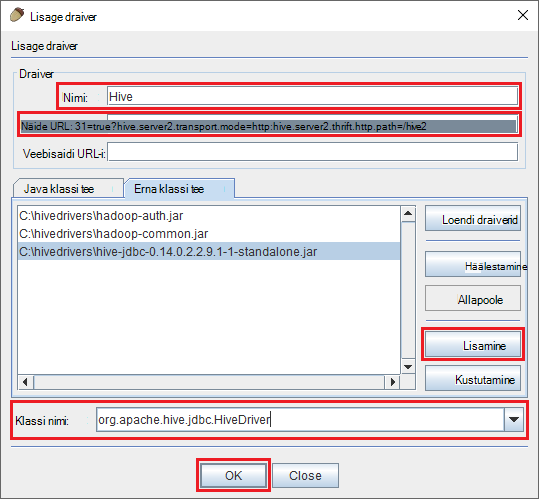 Lisage draiver
Lisage draiver
Draiver
Nimi: Hive
Näide URL: 31=true?hive.server2.transport.mode=http:hive.server2.thrift.http.path=/hive2
Veebisaidi URL-i:
Java klassi tee Erna klassi tee
C:\hivedrivers\hadoop-auth.jar
C:\hivedrivers\hadoop-common.jar
C:\hivedrivers\hive-jdbc-0.14.0.2.2.9.1-1-standalone.jar
Loendi draiverid
Häälestamine
Allapoole
Lisamine
Kustutamine
Klassi nimi: org.apache.hive.jdbc.HiveDriver
OK Close